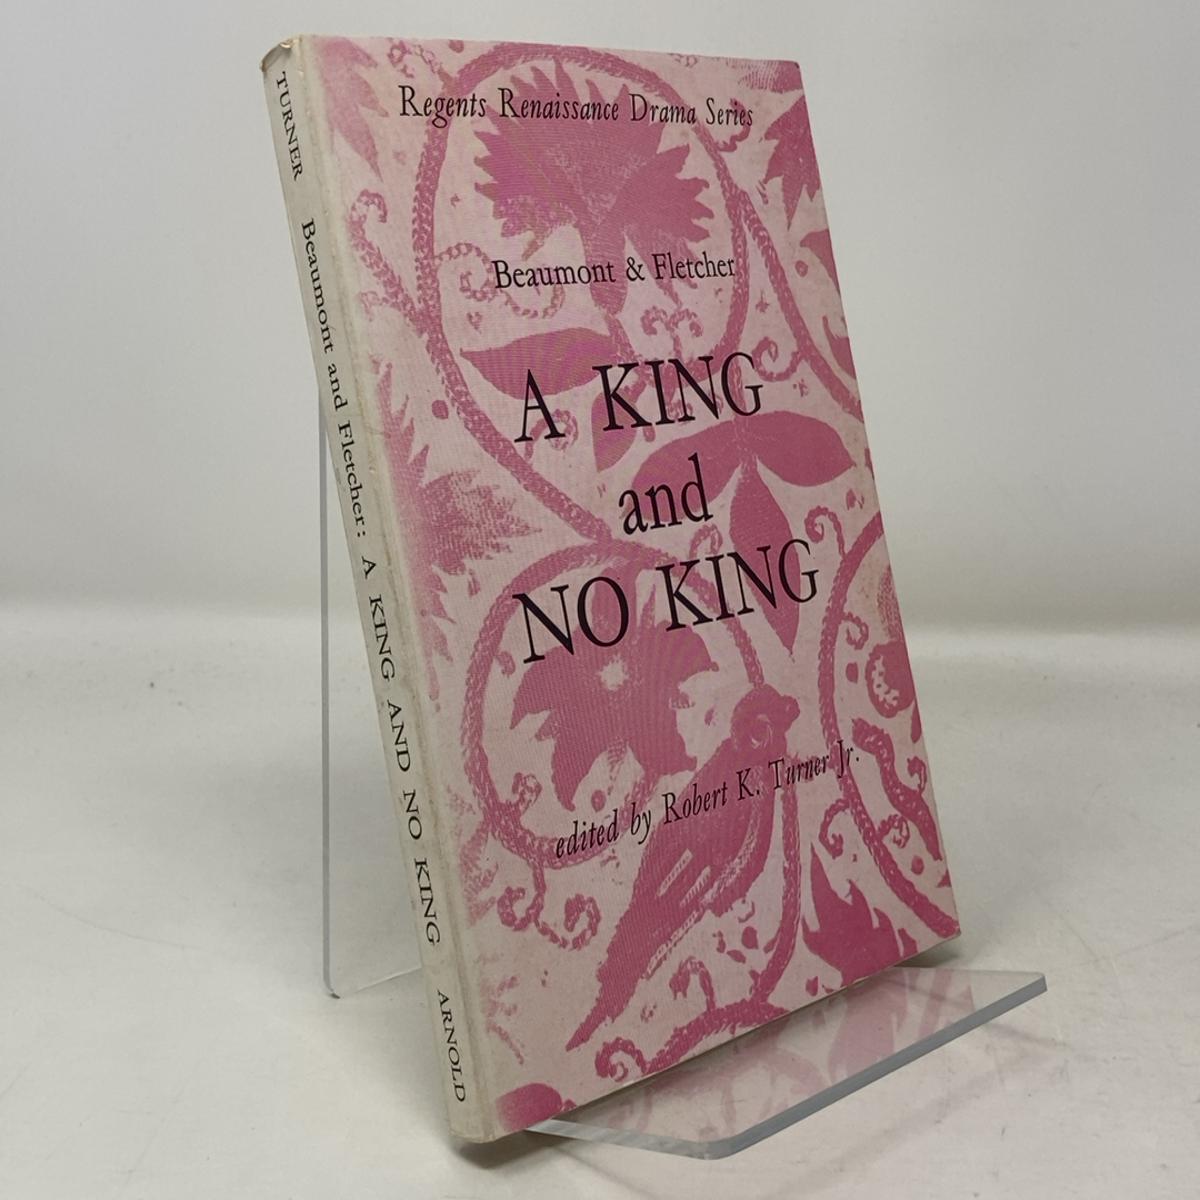 Regents Renaissance Drama Series
Beaumont & Fletcher
A KING
and
NO KING
edited by Robert K. Turner Jr.
TURNER Beaumont and Fletcher: A KING AND NO KING ARNOLD